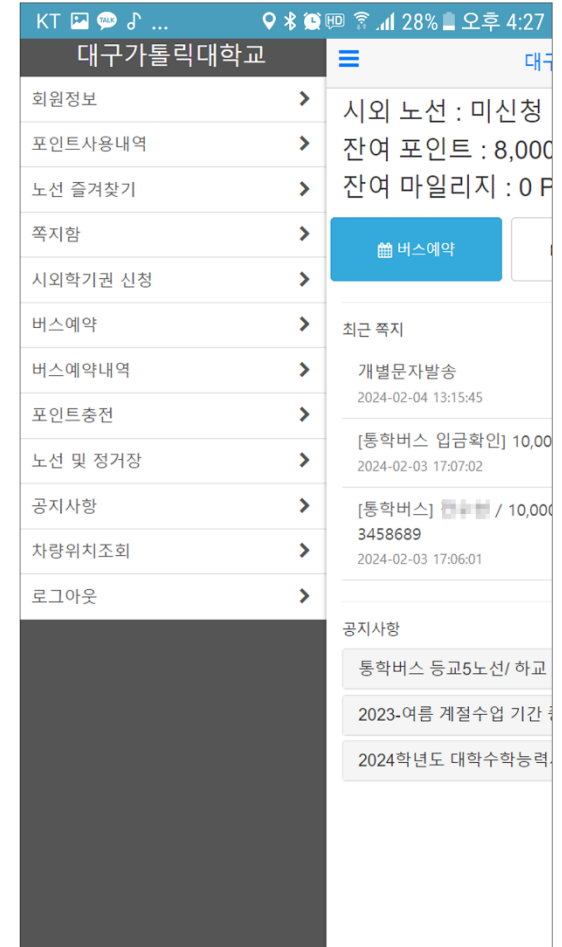 KT TALK ... HD 28% 오후 4:27
대구가톨릭대학교
회원정보
포인트사용내역
노선 즐겨찾기
쪽지함
시외학기권 신청
버스예약
버스예약내역
포인트충전
노선 및 정거장
공지사항
차량위치조회
로그아웃
대구
시외 노선 : 미신청
잔여 포인트 : 8,000
잔여 마일리지 : 0 P
버스예약
최근 쪽지
개별문자발송
2024-02-04 13:15:45
[통학버스 입금확인] 10,00
2024-02-03 17:07:02
[통학버스] / 10,000
3458689
2024-02-03 17:06:01
공지사항
통학버스 등교5노선/ 하교
2023-여름 계절수업 기간
2024학년도 대학수학능력